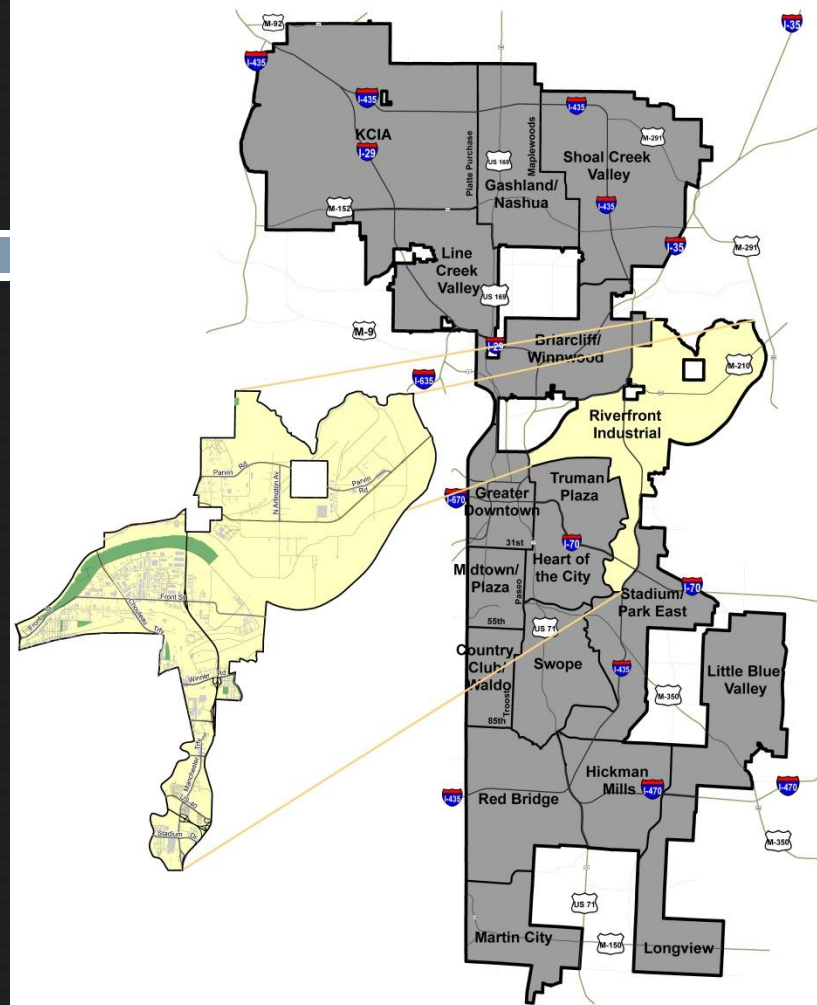 M-92
I-35
I-435
I-435
I-435
KCIA
M-291
I-29
Platte Purchase
US 169
Maplewoods
Shoal Creek
Valley
Gashland/
Nashua
M-152
I-435
Line
Creek
Valley
I-35
M-291
US 169
M-9
I-29
Briarcliff/
Winnwood
I-635
M-210
Riverfront
Industrial
Parvin Rd
N Arlington Av
Parvin
Rd
Truman
Plaza
I-670
Greater
Downtown
31st
I-70
Heart of
the City
Midtown/
Plaza
Paseo
I-70
Stadium/
Park East
Front St
Front St
Chouteau Trfy
55th
US 71
Country
Club/
Waldo
Troost
Swope
I-435
Little Blue
Valley
Winner Rd
M-350
85th
Manchester Trfy
Hickman
Mills
US-40
I-435
Red Bridge
I-470
I-470
Stadium Dr
M-350
US 71
Martin City
M-150
Longview